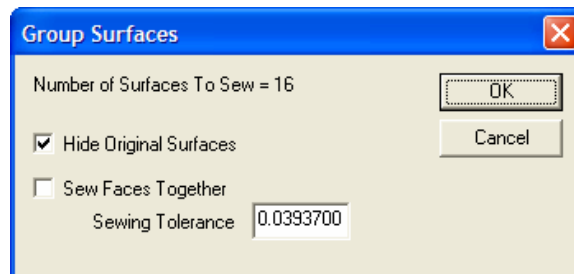 Group Surfaces
Number of Surfaces To Sew = 16
OK
Hide Original Surfaces
Cancel
Sew Faces Together
Sewing Tolerance 0.0393700